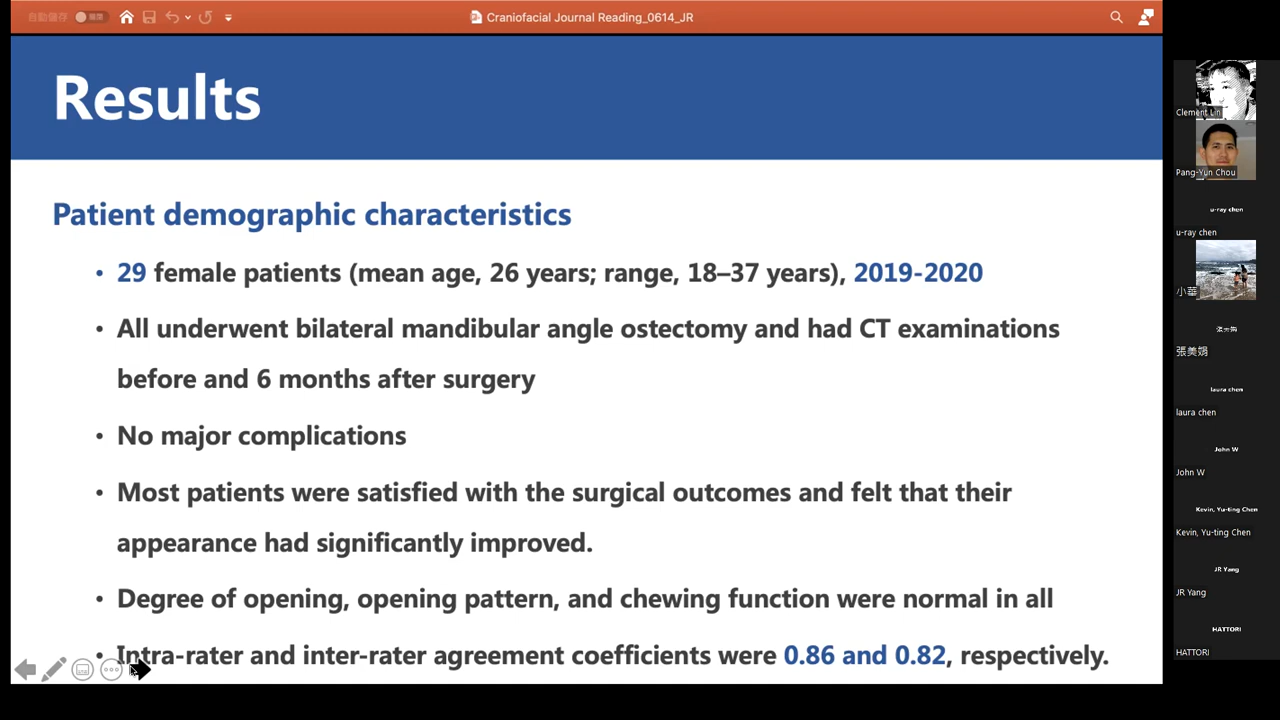 自動儲存
Craniofacial Journal Reading_0614_JR
Results
Patient demographic characteristics
• 29 female patients (mean age, 26 years; range, 18–37 years), 2019-2020
• All underwent bilateral mandibular angle ostectomy and had CT examinations
before and 6 months after surgery
• No major complications
• Most patients were satisfied with the surgical outcomes and felt that their
appearance had significantly improved.
• Degree of opening, opening pattern, and chewing function were normal in all
• Intra-rater and inter-rater agreement coefficients were 0.86 and 0.82, respectively.
Clement Lin
Pang-Yun Chou
u-ray chen
u-ray chen
小華
張美娟
張美娟
laura chen
laura chen
John W
John W
Kevin, Yu-ting Chen
Kevin, Yu-ting Chen
JR Yang
JR Yang
HATTORI
HATTORI